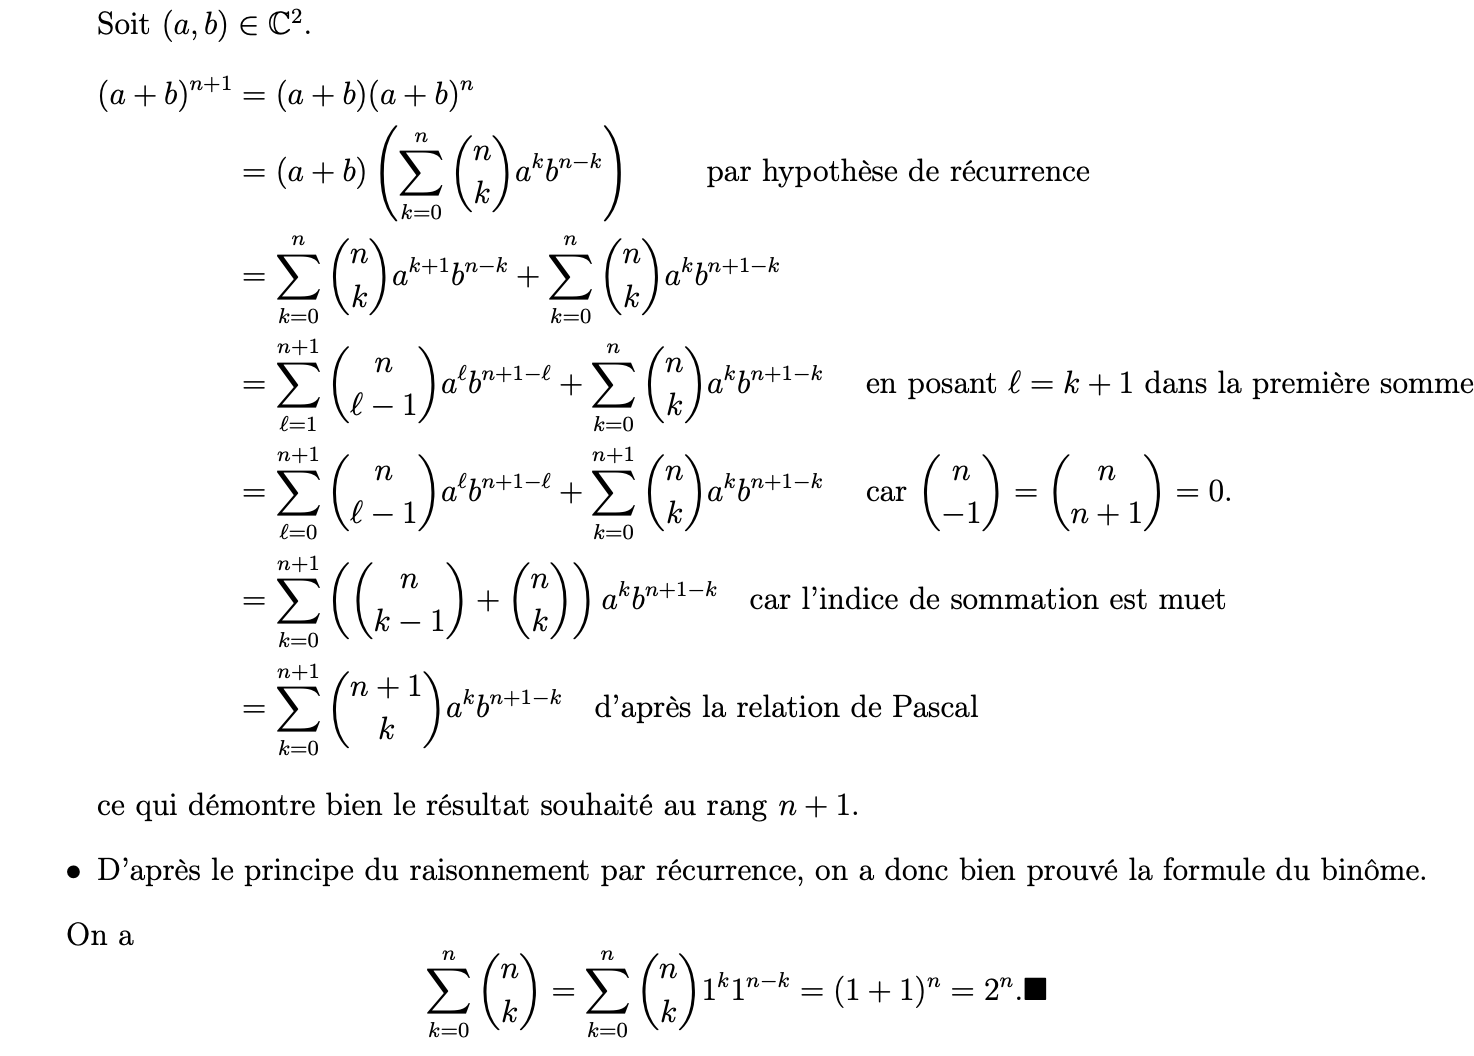 Soit $(a, b) \in \mathbb{C}^2$.
$(a+b)^{n+1} = (a+b)(a+b)^n$
$= (a+b)\left(\sum_{k=0}^{n} \binom{n}{k} a^k b^{n-k}\right)$ par hypothèse de récurrence
$= \sum_{k=0}^{n} \binom{n}{k} a^{k+1} b^{n-k} + \sum_{k=0}^{n} \binom{n}{k} a^k b^{n+1-k}$
$= \sum_{\ell=1}^{n+1} \binom{n}{\ell-1} a^\ell b^{n+1-\ell} + \sum_{k=0}^{n} \binom{n}{k} a^k b^{n+1-k}$ en posant $\ell = k+1$ dans la première somme
$= \sum_{\ell=0}^{n+1} \binom{n}{\ell-1} a^\ell b^{n+1-\ell} + \sum_{k=0}^{n+1} \binom{n}{k} a^k b^{n+1-k}$ car $\binom{n}{-1} = \binom{n}{n+1} = 0.$
$= \sum_{k=0}^{n+1} \left(\binom{n}{k-1} + \binom{n}{k}\right) a^k b^{n+1-k}$ car l'indice de sommation est muet
$= \sum_{k=0}^{n+1} \binom{n+1}{k} a^k b^{n+1-k}$ d'après la relation de Pascal
ce qui démontre bien le résultat souhaité au rang $n+1$.
• D'après le principe du raisonnement par récurrence, on a donc bien prouvé la formule du binôme.
On a
$\sum_{k=0}^{n} \binom{n}{k} = \sum_{k=0}^{n} \binom{n}{k} 1^k 1^{n-k} = (1+1)^n = 2^n.$■